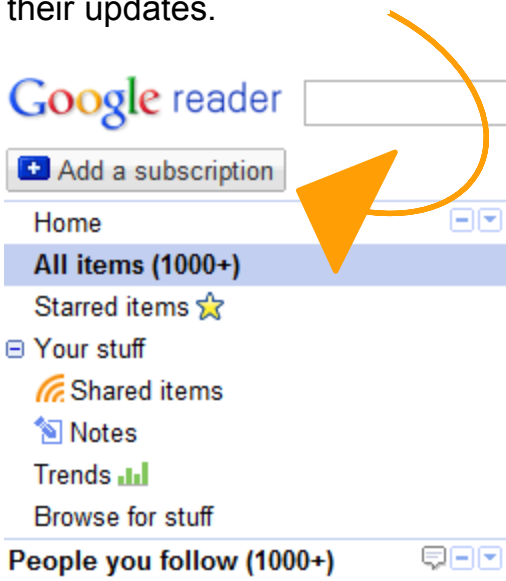 their updates.
Google reader
Add a subscription
Home
All items (1000+)
Starred items
Your stuff
Shared items
Notes
Trends
Browse for stuff
People you follow (1000+)